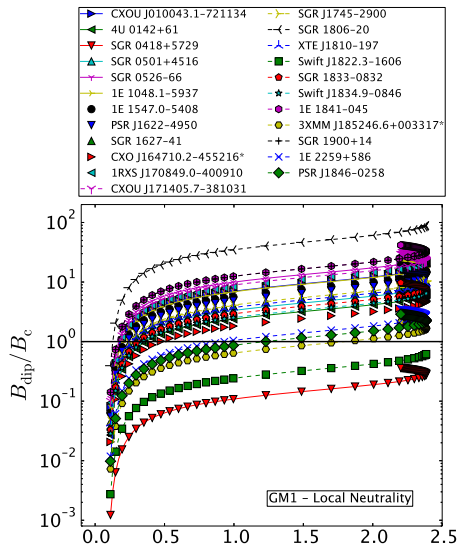 CXOU J010043.1-721134
4U 0142+61
SGR 0418+5729
SGR 0501+4516
SGR 0526-66
1E 1048.1-5937
1E 1547.0-5408
PSR J1622-4950
SGR 1627-41
CXO J164710.2-455216*
1RXS J170849.0-400910
CXOU J171405.7-381031
SGR J1745-2900
SGR 1806-20
XTE J1810-197
Swift J1822.3-1606
SGR 1833-0832
Swift J1834.9-0846
1E 1841-045
3XMM J185246.6+003317*
SGR 1900+14
1E 2259+586
PSR J1846-0258
10²
10¹
10⁰
10⁻¹
10⁻²
10⁻³
B_dip/B_c
GM1 - Local Neutrality
0.0 0.5 1.0 1.5 2.0 2.5